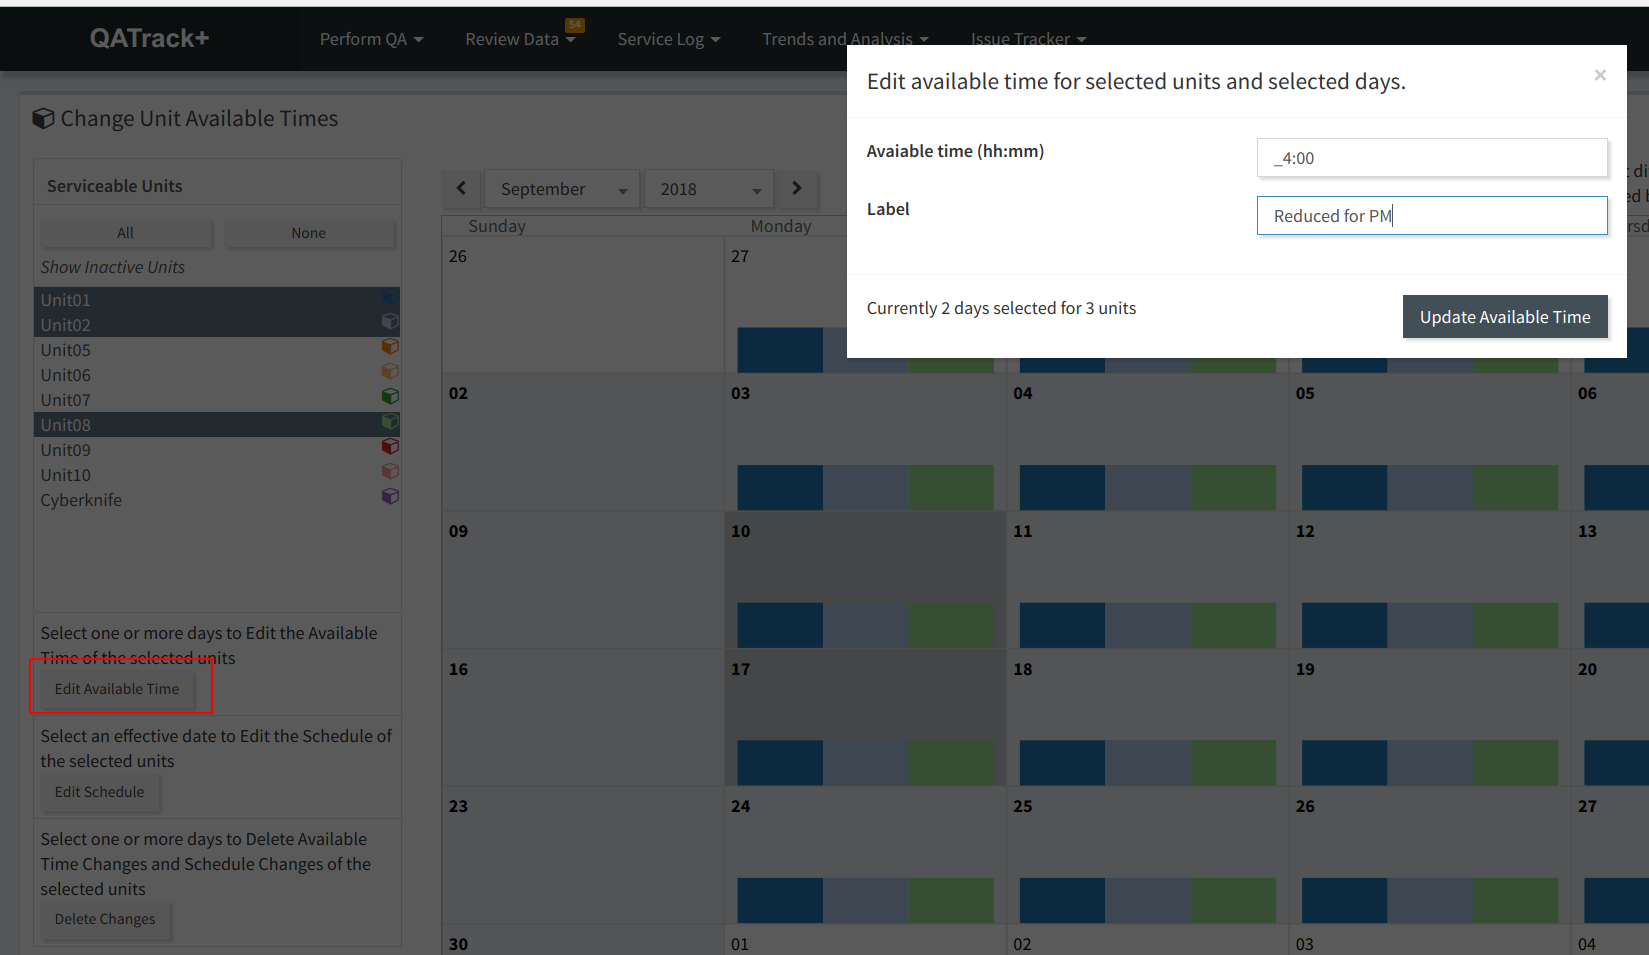 QATrack+
Perform QA
Review Data
54
Service Log
Trends and Analysis
Issue Tracker
Change Unit Available Times
Serviceable Units
All
None
Show Inactive Units
Unit01
Unit02
Unit05
Unit06
Unit07
Unit08
Unit09
Unit10
Cyberknife
Select one or more days to Edit the Available
Time of the selected units
Edit Available Time
Select an effective date to Edit the Schedule of
the selected units
Edit Schedule
Select one or more days to Delete Available
Time Changes and Schedule Changes of the
selected units
Delete Changes
Edit available time for selected units and selected days.
×
Avaiable time (hh:mm)
_4:00
Label
Reduced for PM
Currently 2 days selected for 3 units
Update Available Time
September
2018
Sunday
Monday
26
27
02
03
04
05
06
09
10
11
12
13
16
17
18
19
20
23
24
25
26
27
30
01
02
03
04